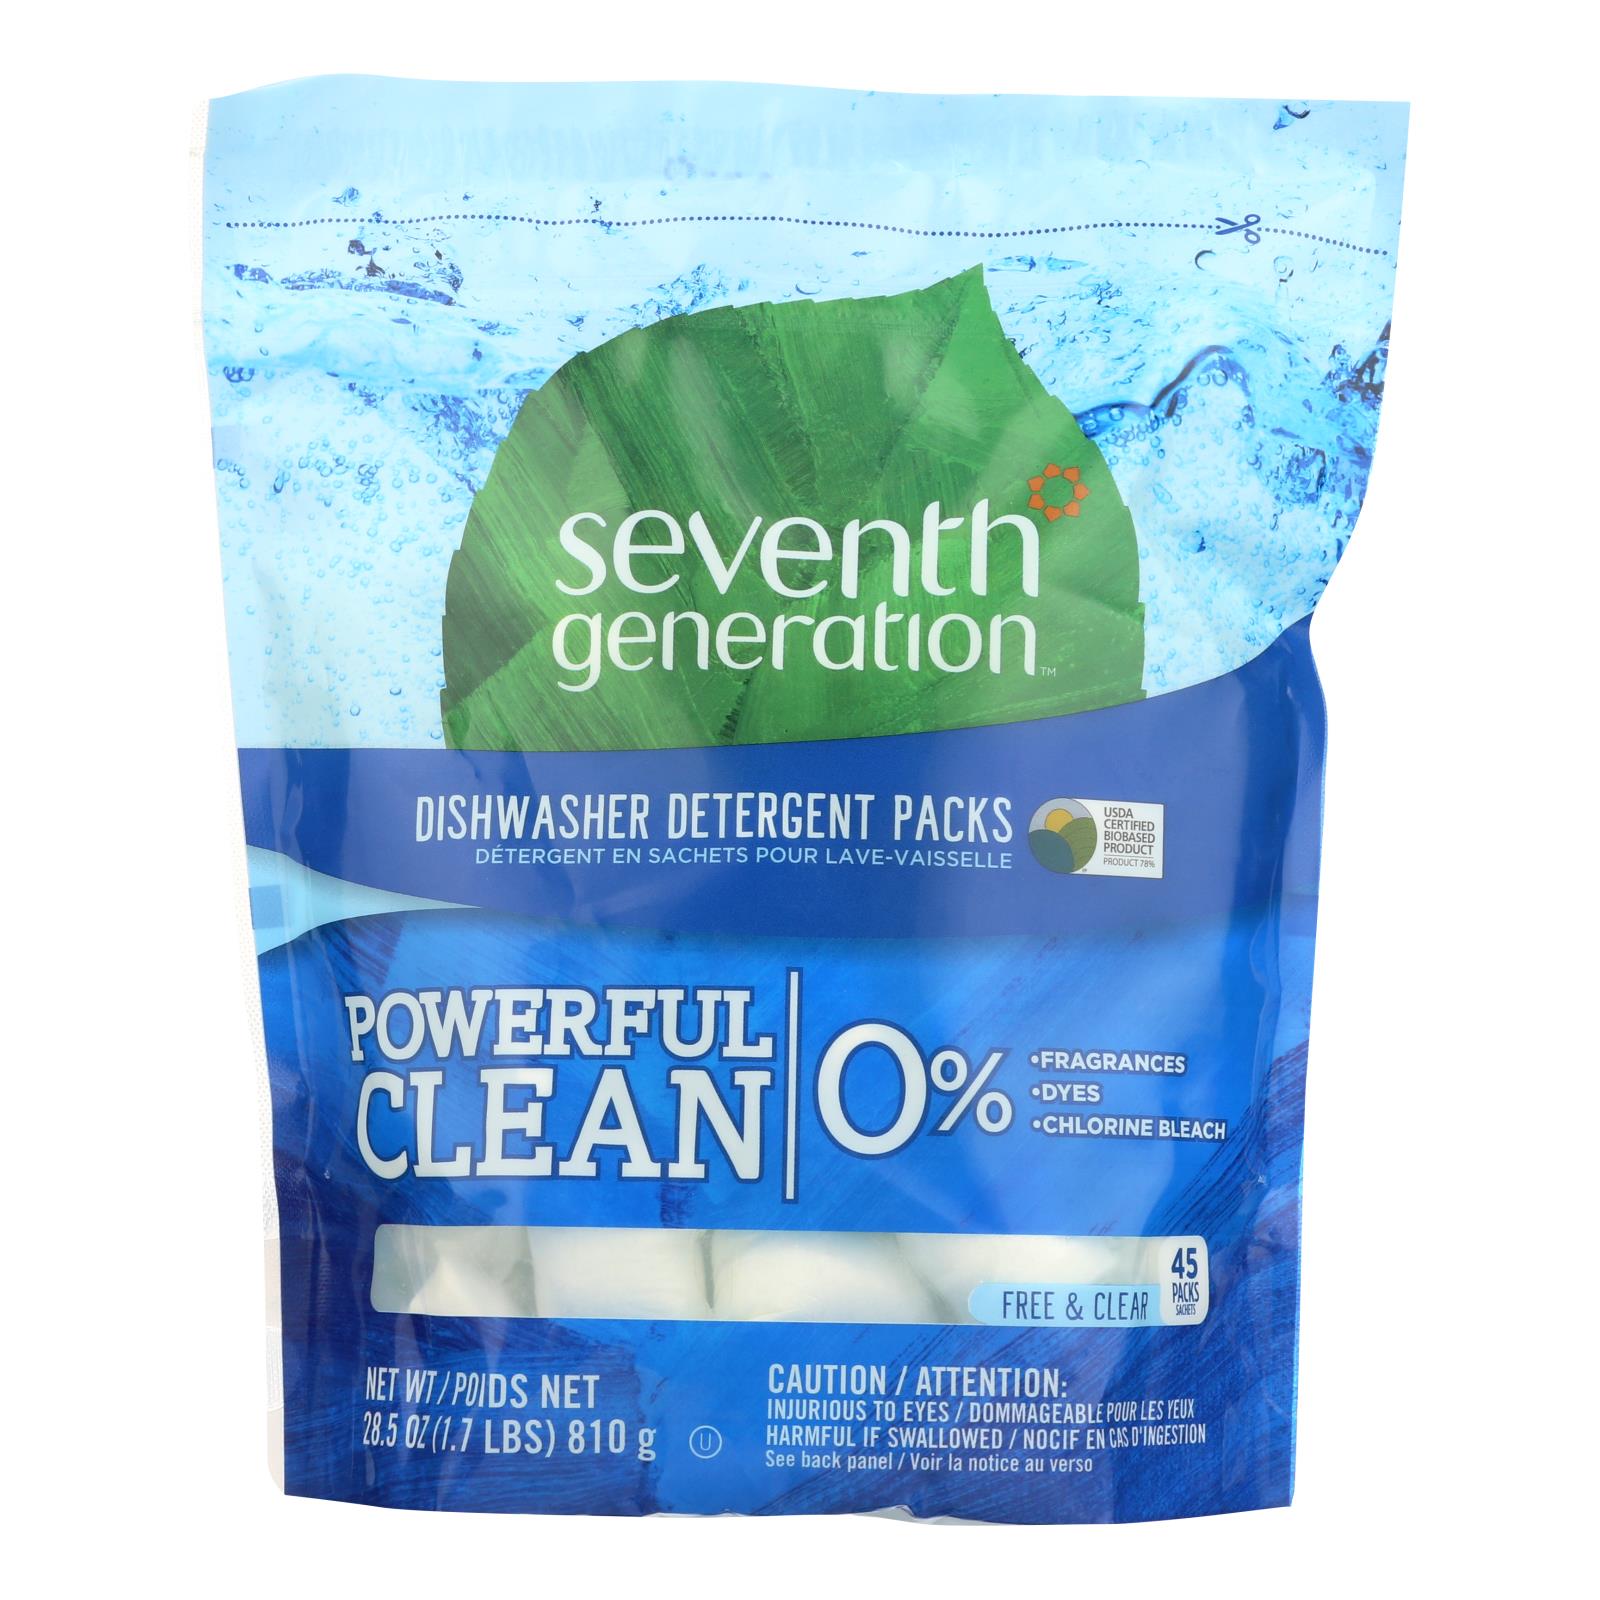 seventh
generation™
DISHWASHER DETERGENT PACKS
DÉTERGENT EN SACHETS POUR LAVE-VAISSELLE
USDA
CERTIFIED
BIOBASED
PRODUCT
PRODUCT 78%
POWERFUL
CLEAN
0%
•FRAGRANCES
•DYES
•CHLORINE BLEACH
45
PACKS
SACHETS
FREE & CLEAR
NET WT / POIDS NET
28.5 OZ (1.7 LBS) 810 g
U
CAUTION / ATTENTION:
INJURIOUS TO EYES / DOMMAGEABLE POUR LES YEUX
HARMFUL IF SWALLOWED / NOCIF EN CAS D'INGESTION
See back panel / Voir la notice au verso